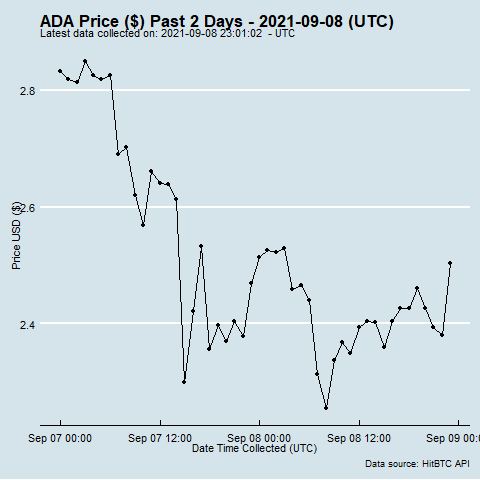 ADA Price ($) Past 2 Days - 2021-09-08 (UTC)
Latest data collected on: 2021-09-08 23:01:02 - UTC
2.8
2.6
2.4
Price USD ($)
Sep 07 00:00 Sep 07 12:00 Sep 08 00:00 Sep 08 12:00 Sep 09 00:
Date Time Collected (UTC)
Data source: HitBTC API